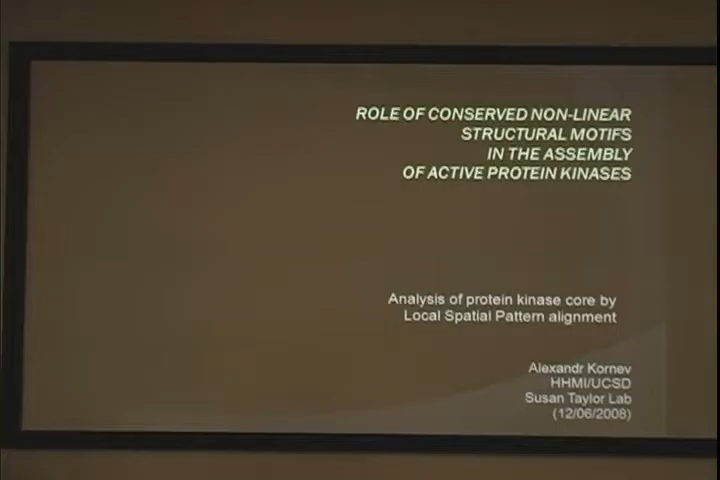 ROLE OF CONSERVED NON-LINEAR
STRUCTURAL MOTIFS
IN THE ASSEMBLY
OF ACTIVE PROTEIN KINASES
Analysis of protein kinase core by
Local Spatial Pattern alignment
Alexandr Kornev
HHMI/UCSD
Susan Taylor Lab
(12/06/2008)